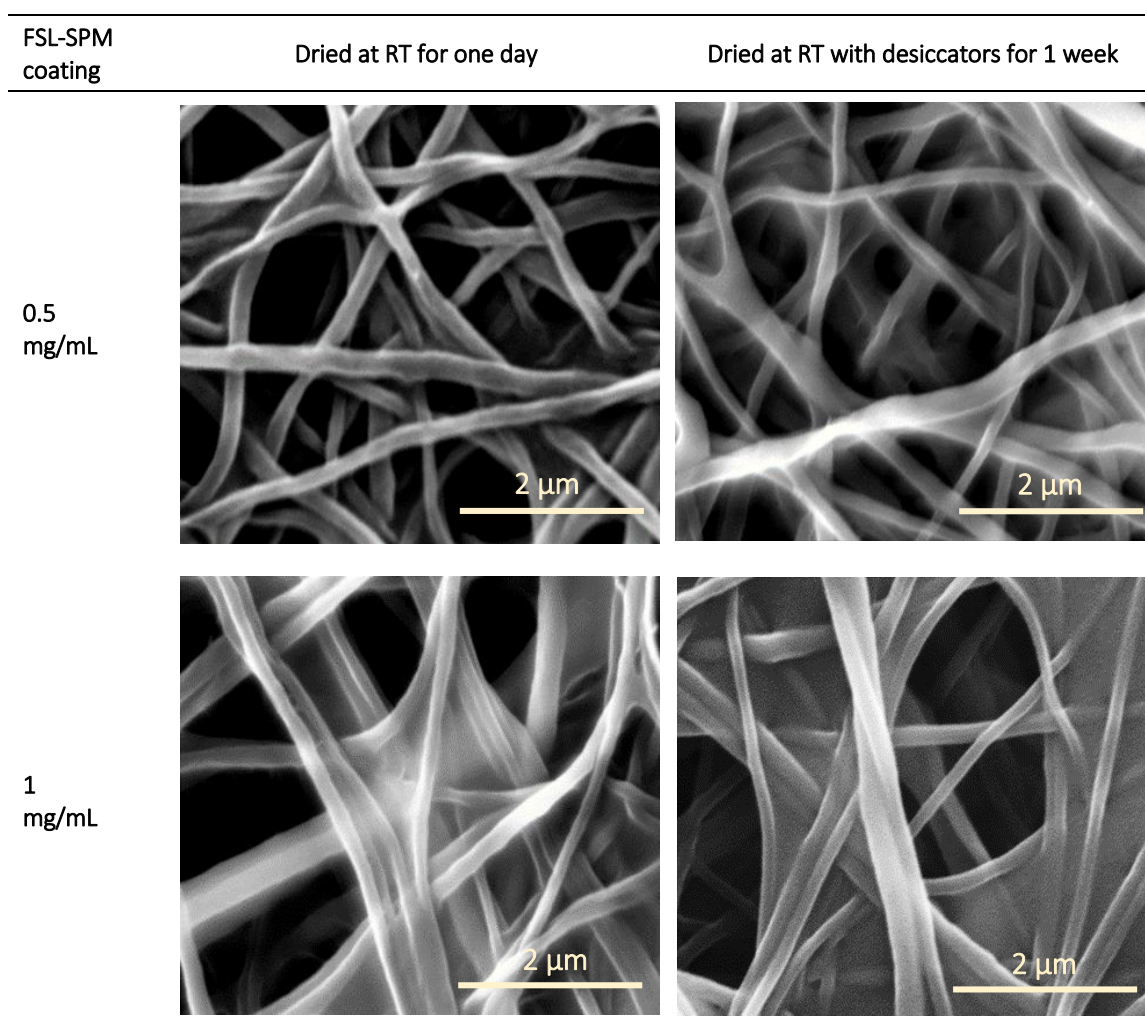 FSL-SPM
coating
Dried at RT for one day
Dried at RT with desiccators for 1 week
0.5
mg/mL
2 µm
2 µm
1
mg/mL
2 µm
2 µm